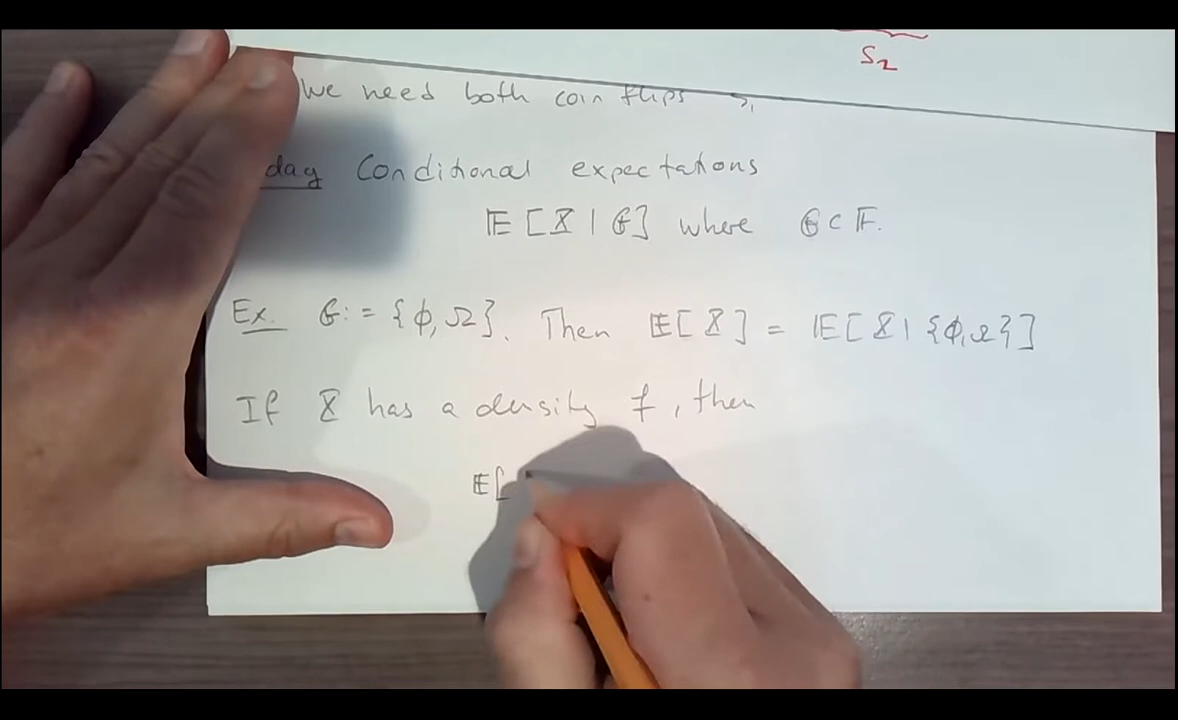 S₂
we need both coin flips
day Conditional expectations
𝔼[X|G] where G⊂F.
Ex. G:={ϕ,Ω}. Then 𝔼[X] = 𝔼[X|{ϕ,Ω}]
If X has a density f, then
𝔼[